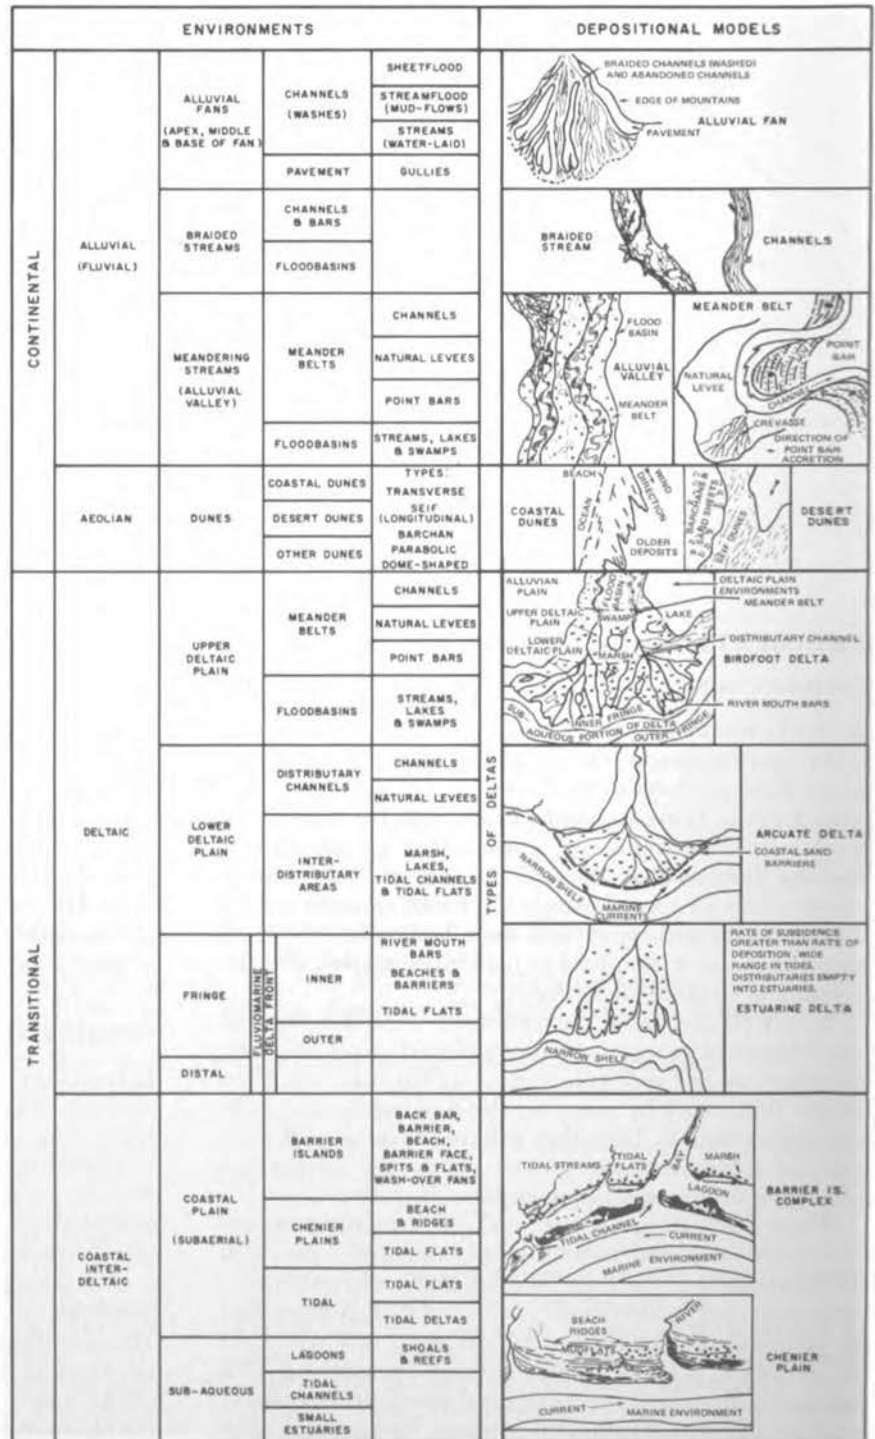 ENVIRONMENTS
DEPOSITIONAL MODELS
CONTINENTAL
ALLUVIAL
(FLUVIAL)
ALLUVIAL
FANS
(APEX, MIDDLE
& BASE OF FAN)
CHANNELS
(WASHES)
SHEETFLOOD
STREAMFLOOD
(MUD-FLOWS)
STREAMS
(WATER-LAID)
PAVEMENT
GULLIES
BRAIDED CHANNELS (WASHED)
AND ABANDONED CHANNELS
EDGE OF MOUNTAINS
ALLUVIAL FAN
PAVEMENT
BRAIDED
STREAMS
CHANNELS
& BARS
FLOODBASINS
BRAIDED
STREAM
CHANNELS
MEANDERING
STREAMS
(ALLUVIAL
VALLEY)
MEANDER
BELTS
CHANNELS
NATURAL LEVEES
POINT BARS
FLOODBASINS
STREAMS, LAKES
& SWAMPS
FLOOD
BASIN
ALLUVIAL
VALLEY
MEANDER
BELT
MEANDER BELT
POINT
BAR
NATURAL
LEVEE
CHANNEL
CREVASSE
DIRECTION OF
POINT BAR
ACCRETION
AEOLIAN
DUNES
COASTAL DUNES
DESERT DUNES
OTHER DUNES
TYPES:
TRANSVERSE
SEIF
(LONGITUDINAL)
BARCHAN
PARABOLIC
DOME-SHAPED
COASTAL
DUNES
BEACH
OCEAN
WIND
DIRECTION
OLDER
DEPOSITS
BARCHANE &
SAND SHEETS
SEIF DUNES
DESERT
DUNES
TRANSITIONAL
DELTAIC
UPPER
DELTAIC
PLAIN
MEANDER
BELTS
CHANNELS
NATURAL LEVEES
POINT BARS
FLOODBASINS
STREAMS,
LAKES
& SWAMPS
TYPES OF DELTAS
ALLUVIAN
PLAIN
FLOOD
BASIN
DELTAIC PLAIN
ENVIRONMENTS
MEANDER BELT
UPPER DELTAIC
PLAIN
SWAMP
LAKE
LOWER
DELTAIC PLAIN
MARSH
DISTRIBUTARY CHANNEL
BIRDFOOT DELTA
RIVER MOUTH BARS
INNER FRINGE
SUB-
AQUEOUS PORTION OF DELTA
OUTER FRINGE
LOWER
DELTAIC
PLAIN
DISTRIBUTARY
CHANNELS
CHANNELS
NATURAL LEVEES
INTER-
DISTRIBUTARY
AREAS
MARSH,
LAKES,
TIDAL CHANNELS
& TIDAL FLATS
ARCUATE DELTA
COASTAL SAND
BARRIERS
NARROW SHELF
MARINE
CURRENTS
FRINGE
FLUVIOMARINE
DELTA FRONT
INNER
RIVER MOUTH
BARS
BEACHES &
BARRIERS
TIDAL FLATS
OUTER
DISTAL
RATE OF SUBSIDENCE
GREATER THAN RATE OF
DEPOSITION. WIDE
RANGE IN TIDES.
DISTRIBUTARIES EMPTY
INTO ESTUARIES.
ESTUARINE DELTA
NARROW SHELF
COASTAL
INTER-
DELTAIC
COASTAL
PLAIN
(SUBAERIAL)
BARRIER
ISLANDS
BACK BAR,
BARRIER,
BEACH,
BARRIER FACE,
SPITS & FLATS,
WASH-OVER FANS
CHENIER
PLAINS
BEACH
& RIDGES
TIDAL FLATS
TIDAL
TIDAL FLATS
TIDAL DELTAS
TIDAL STREAMS
TIDAL
FLATS
BAY
MARSH
LAGOON
TIDAL CHANNEL
CURRENT
MARINE ENVIRONMENT
BARRIER IS.
COMPLEX
SUB-AQUEOUS
LAGOONS
SHOALS
& REEFS
TIDAL
CHANNELS
SMALL
ESTUARIES
BEACH
RIDGES
MUDFLATS
RIVER
CURRENT
MARINE ENVIRONMENT
CHENIER
PLAIN